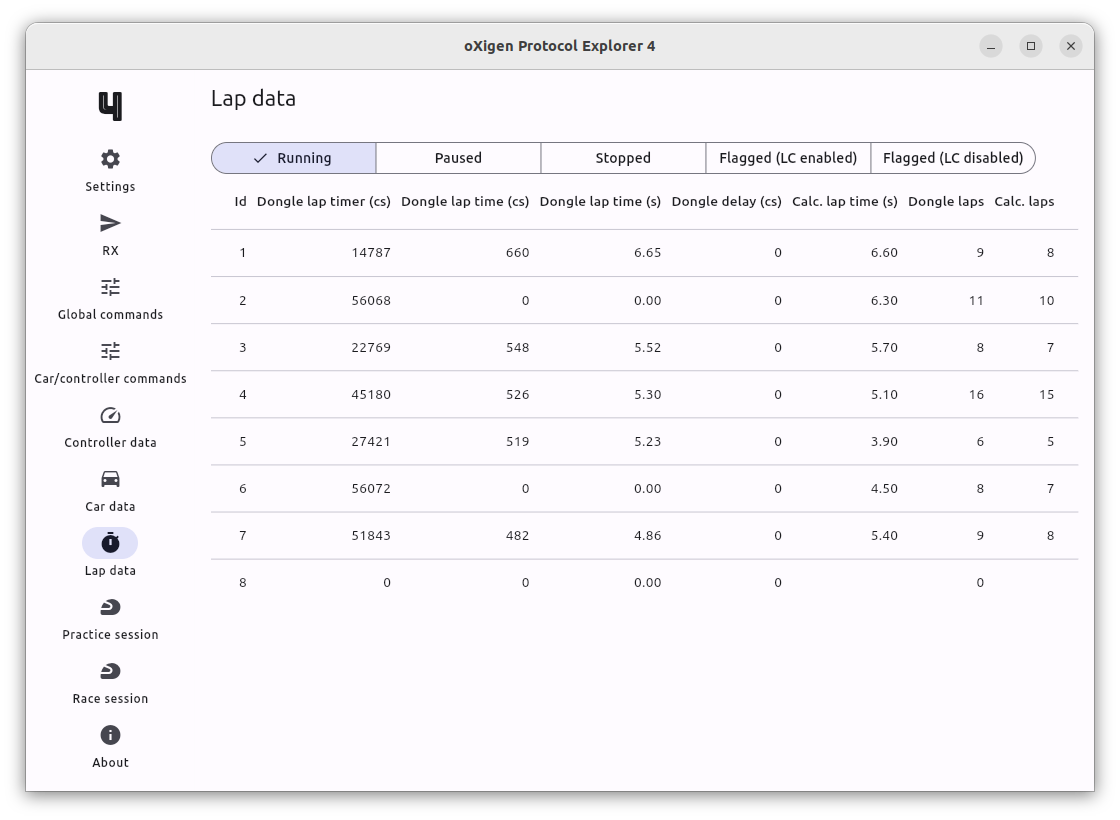 oXigen Protocol Explorer 4
4
Settings
RX
Global commands
Car/controller commands
Controller data
Car data
Lap data
Practice session
Race session
About
Lap data
Running Paused Stopped Flagged (LC enabled) Flagged (LC disabled)
Id Dongle lap timer (cs) Dongle lap time (cs) Dongle lap time (s) Dongle delay (cs) Calc. lap time (s) Dongle laps Calc. laps
1 14787 660 6.65 0 6.60 9 8
2 56068 0 0.00 0 6.30 11 10
3 22769 548 5.52 0 5.70 8 7
4 45180 526 5.30 0 5.10 16 15
5 27421 519 5.23 0 3.90 6 5
6 56072 0 0.00 0 4.50 8 7
7 51843 482 4.86 0 5.40 9 8
8 0 0 0.00 0 0